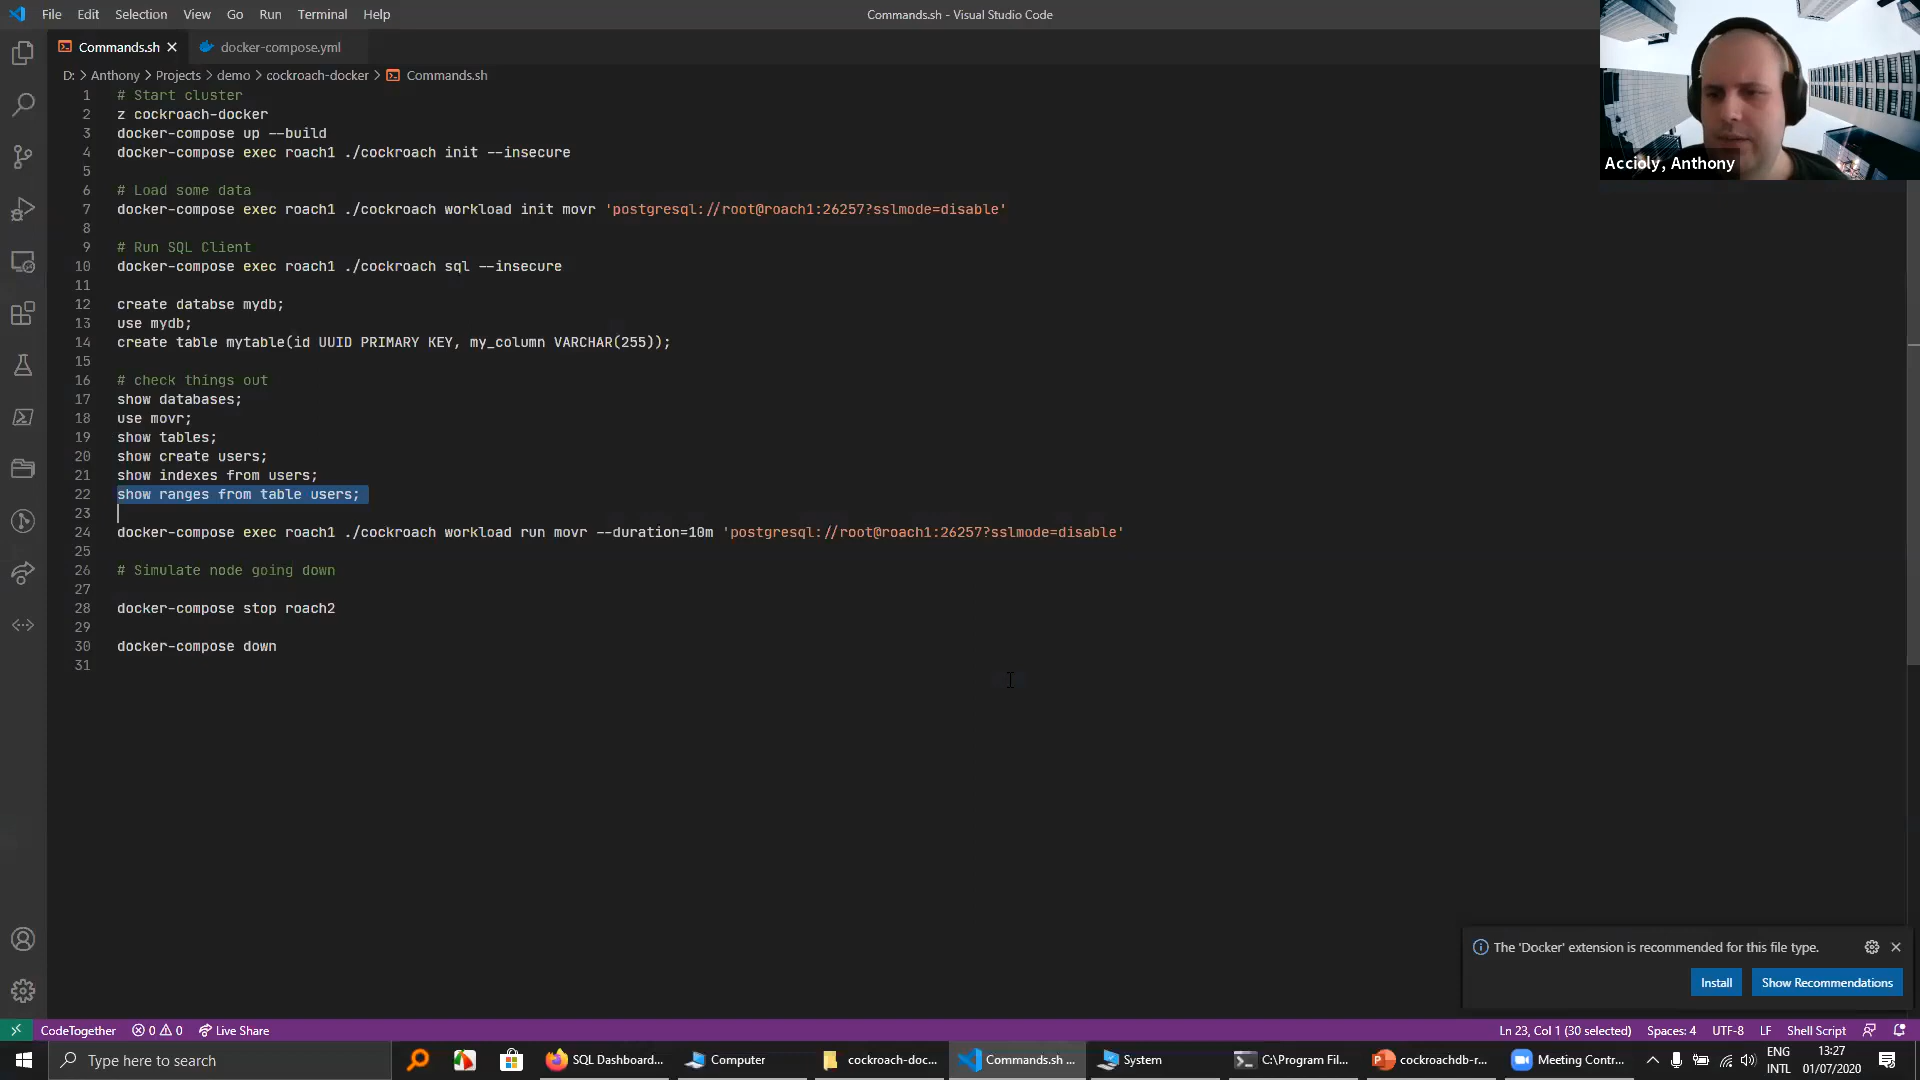 File Edit Selection View Go Run Terminal Help
Commands.sh - Visual Studio Code
Commands.sh docker-compose.yml
D: > Anthony > Projects > demo > cockroach-docker > Commands.sh
1 # Start cluster
2 z cockroach-docker
3 docker-compose up --build
4 docker-compose exec roach1 ./cockroach init --insecure
5
6 # Load some data
7 docker-compose exec roach1 ./cockroach workload init movr 'postgresql://root@roach1:26257?sslmode=disable'
8
9 # Run SQL Client
10 docker-compose exec roach1 ./cockroach sql --insecure
11
12 create databse mydb;
13 use mydb;
14 create table mytable(id UUID PRIMARY KEY, my_column VARCHAR(255));
15
16 # check things out
17 show databases;
18 use movr;
19 show tables;
20 show create users;
21 show indexes from users;
22 show ranges from table users;
23
24 docker-compose exec roach1 ./cockroach workload run movr --duration=10m 'postgresql://root@roach1:26257?sslmode=disable'
25
26 # Simulate node going down
27
28 docker-compose stop roach2
29
30 docker-compose down
31
Accioly, Anthony
The 'Docker' extension is recommended for this file type.
Install Show Recommendations
CodeTogether 0 0 Live Share
Ln 23, Col 1 (30 selected) Spaces: 4 UTF-8 LF Shell Script
Type here to search
SQL Dashboard... Computer cockroach-doc... Commands.sh ... System C:\Program Fil... cockroachdb-r... Meeting Contr...
ENG INTL
13:27
01/07/2020